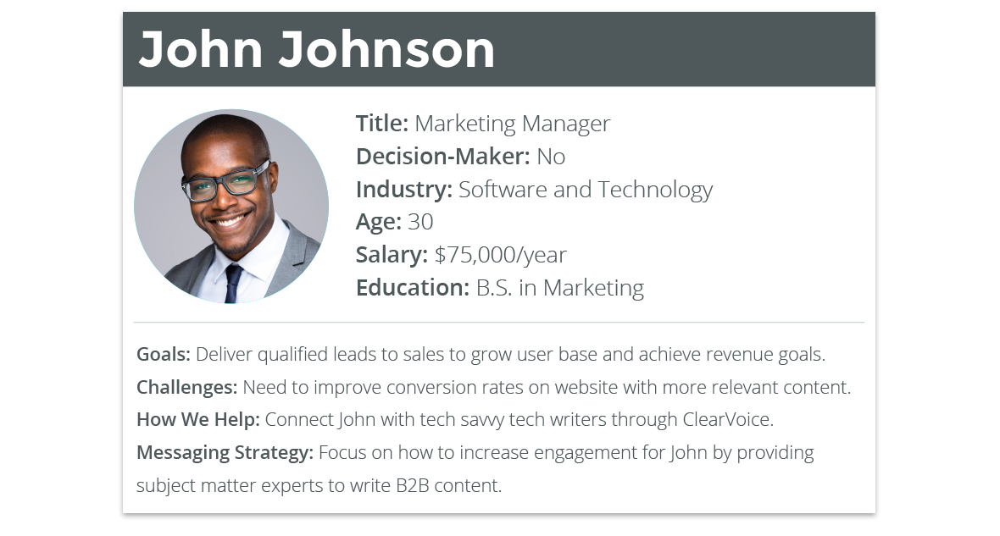 John Johnson
Title: Marketing Manager
Decision-Maker: No
Industry: Software and Technology
Age: 30
Salary: $75,000/year
Education: B.S. in Marketing
Goals: Deliver qualified leads to sales to grow user base and achieve revenue goals.
Challenges: Need to improve conversion rates on website with more relevant content.
How We Help: Connect John with tech savvy tech writers through ClearVoice.
Messaging Strategy: Focus on how to increase engagement for John by providing
subject matter experts to write B2B content.